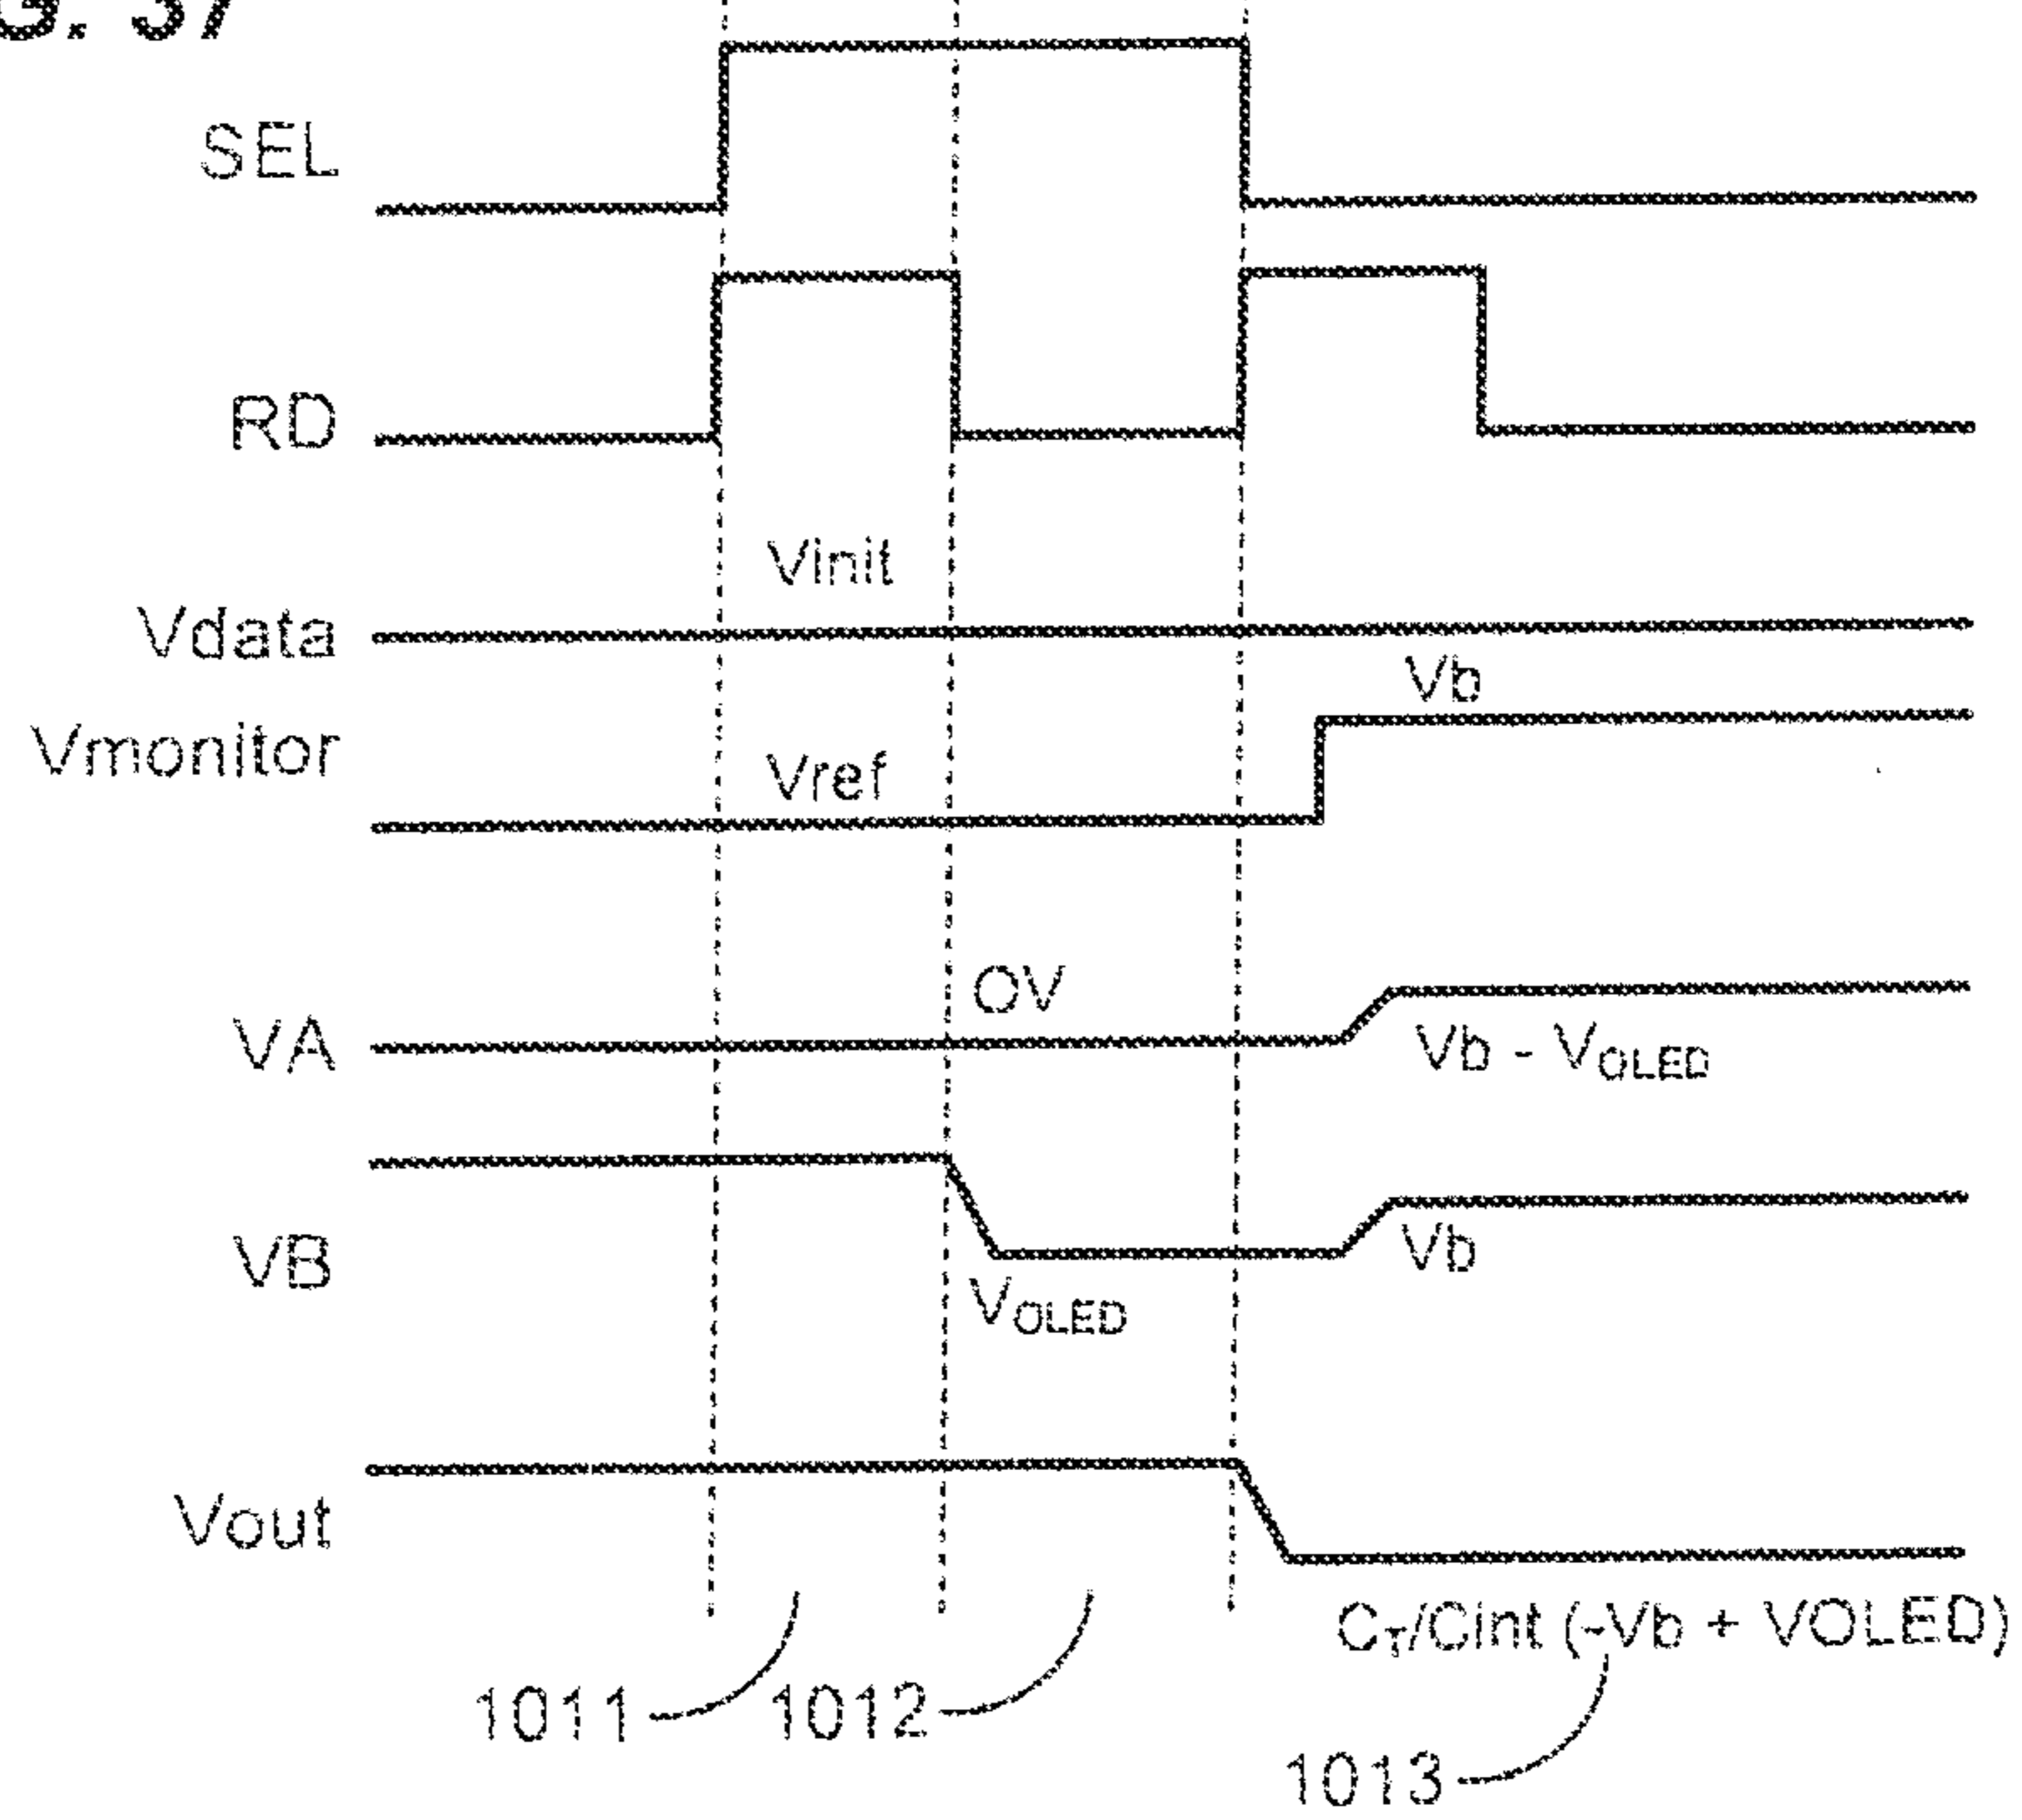 G. 37
SEL
RD
Vinit
Vdata
Vb
Vmonitor
Vref
0V
VA
Vb - VOLED
VB
Vb
VOLED
Vout
CT/Cint (-Vb + VOLED)
1011
1012
1013